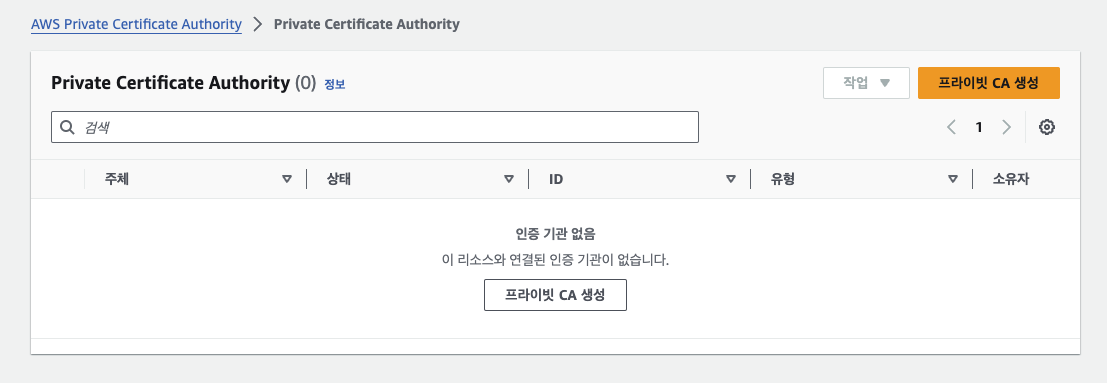 AWS Private Certificate Authority > Private Certificate Authority
Private Certificate Authority (0) 정보
작업
프라이빗 CA 생성
검색
1
주체 상태 ID 유형 소유자
인증 기관 없음
이 리소스와 연결된 인증 기관이 없습니다.
프라이빗 CA 생성